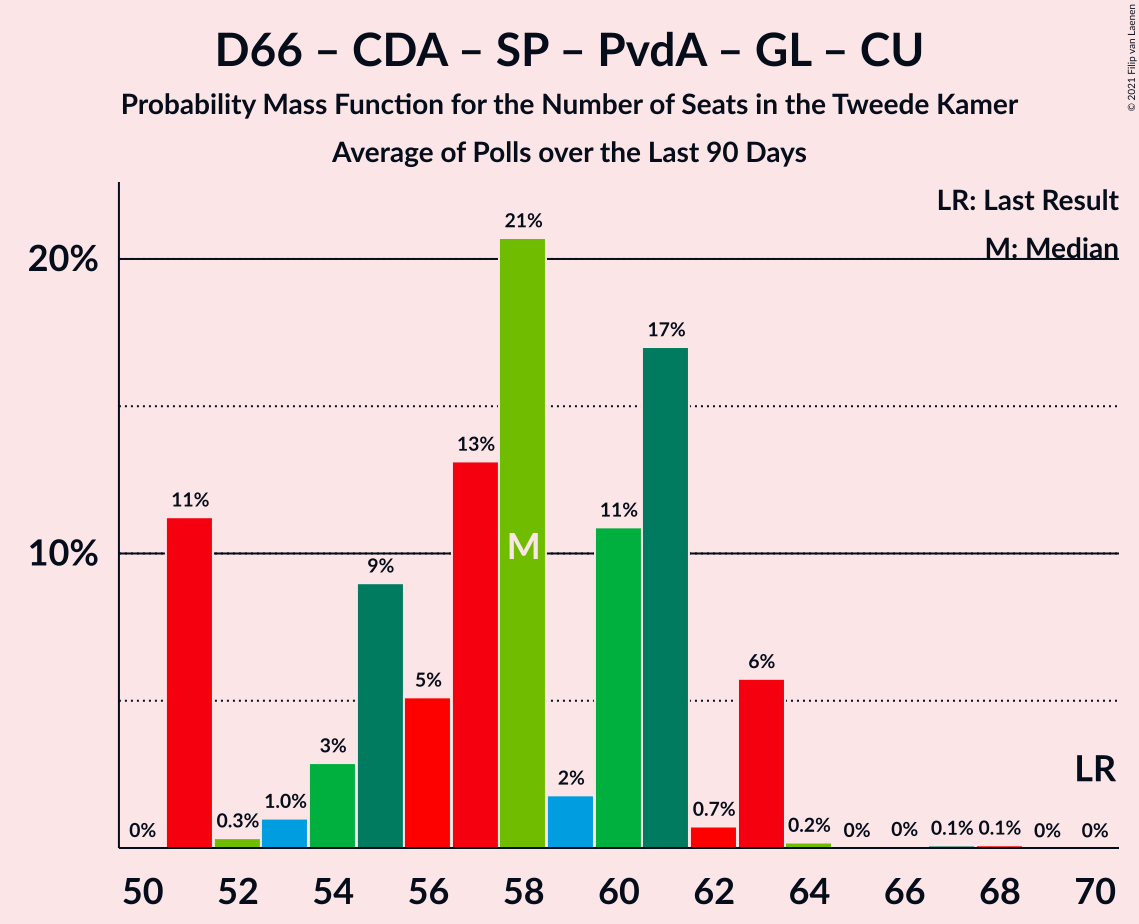 D66 – CDA – SP – PvdA – GL – CU
Probability Mass Function for the Number of Seats in the Tweede Kamer
Average of Polls over the Last 90 Days
© 2021 Filip van Laenen
LR: Last Result
M: Median
20%
10%
0%
11%
0.3%
1.0%
3%
9%
5%
13%
21%
M
2%
11%
17%
0.7%
6%
0.2%
0%
0%
0.1%
0.1%
0%
0%
LR
50 52 54 56 58 60 62 64 66 68 70